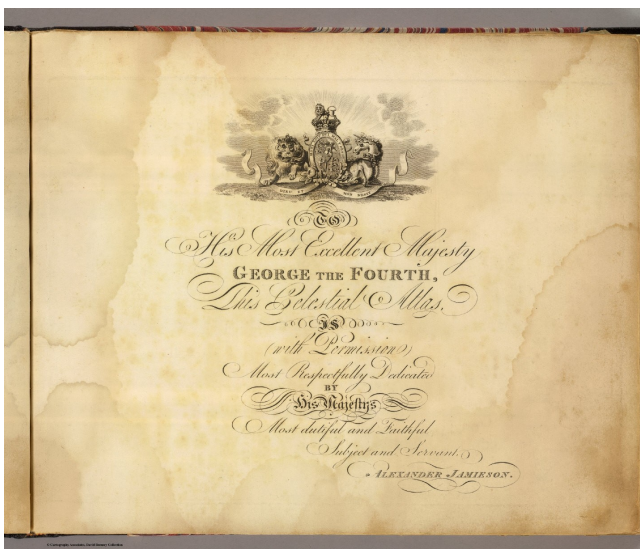 TO
His Most Excellent Majesty
GEORGE THE FOURTH,
This Celestial Atlas.
IS
(with Permission)
Most Respectfully Dedicated
BY
His Majestys
Most dutiful and Faithful
Subject and Servant.
ALEXANDER JAMIESON.